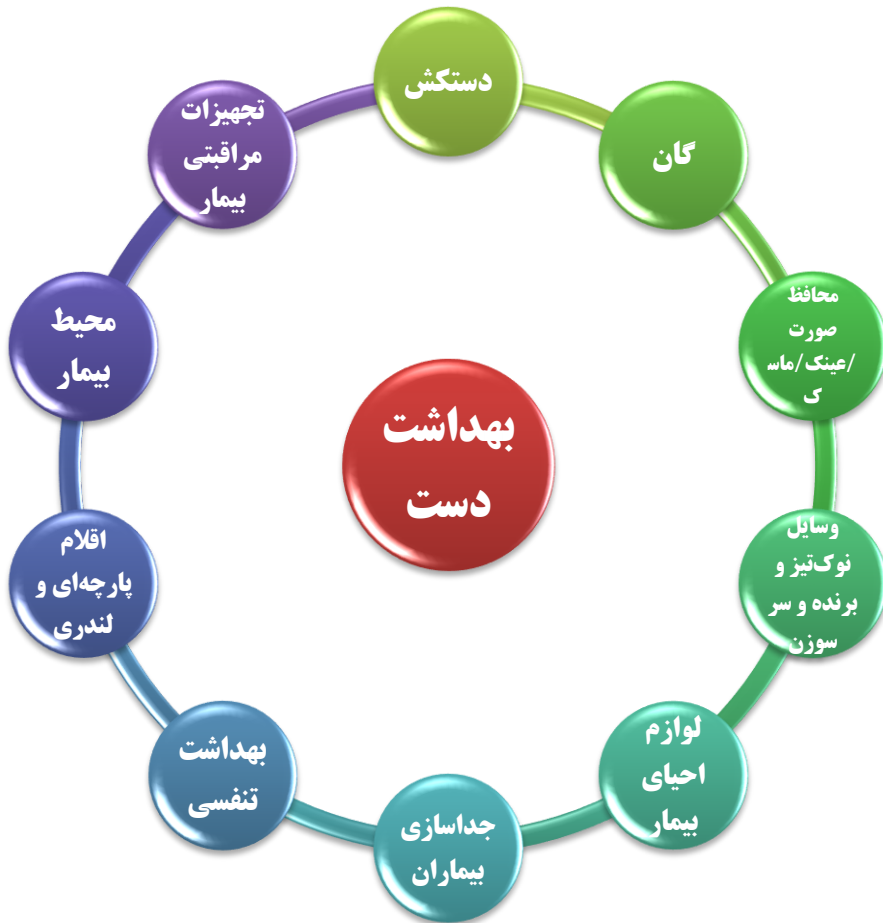 دستکش
گان
محافظ
صورت
/عینک/ماس
ک
وسایل
نوک‌تیز و
برنده و سر
سوزن
لوازم
احیای
بیمار
جداسازی
بیماران
بهداشت
تنفسی
اقلام
پارچه‌ای و
لندری
محیط
بیمار
تجهیزات
مراقبتی
بیمار
بهداشت
دست